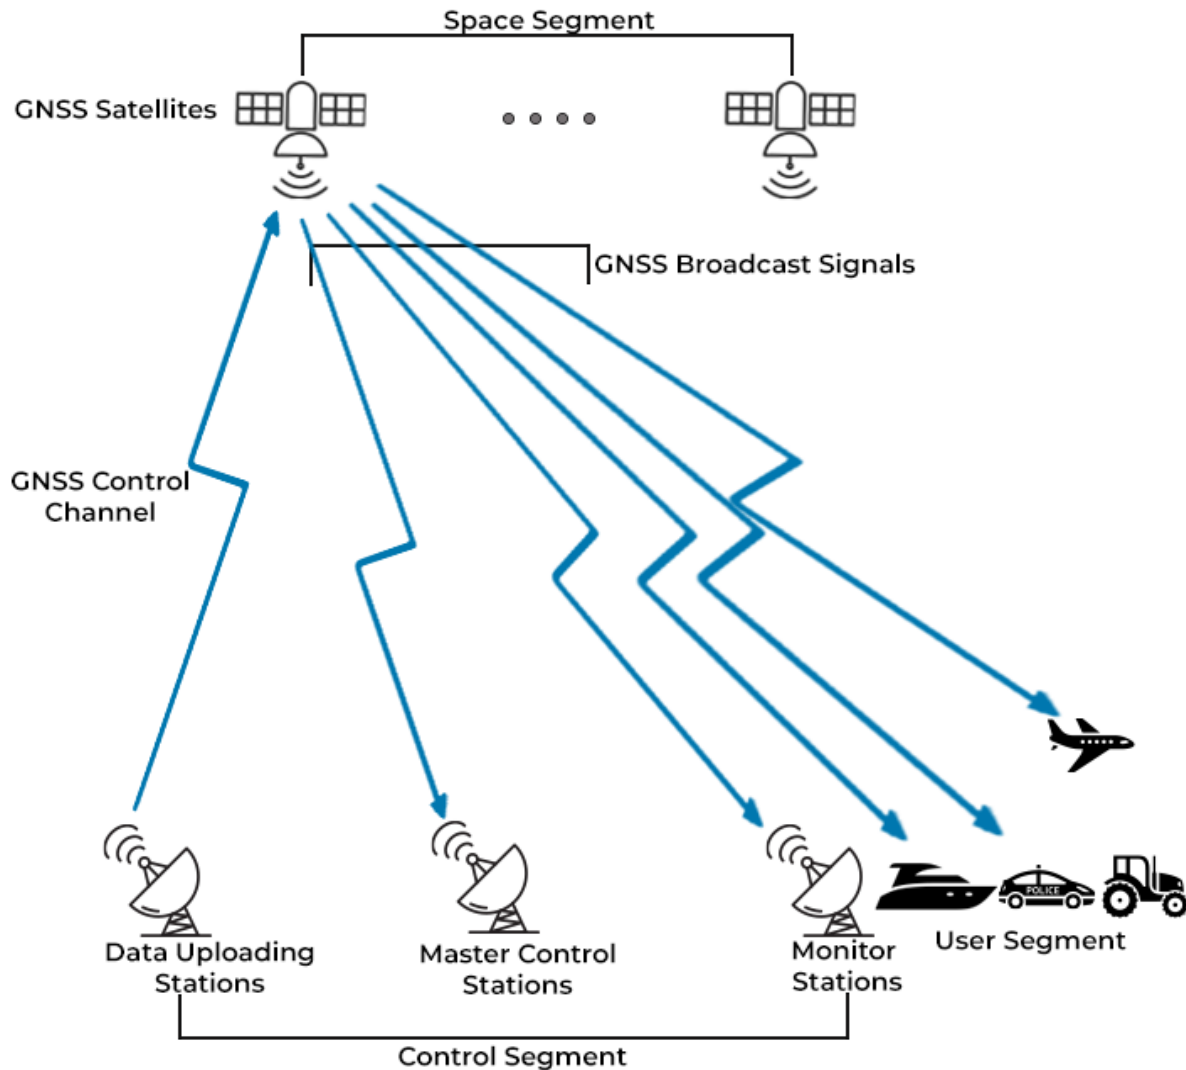 Space Segment
GNSS Satellites
GNSS Broadcast Signals
GNSS Control
Channel
POLICE
Data Uploading
Stations
Master Control
Stations
Monitor
Stations
User Segment
Control Segment